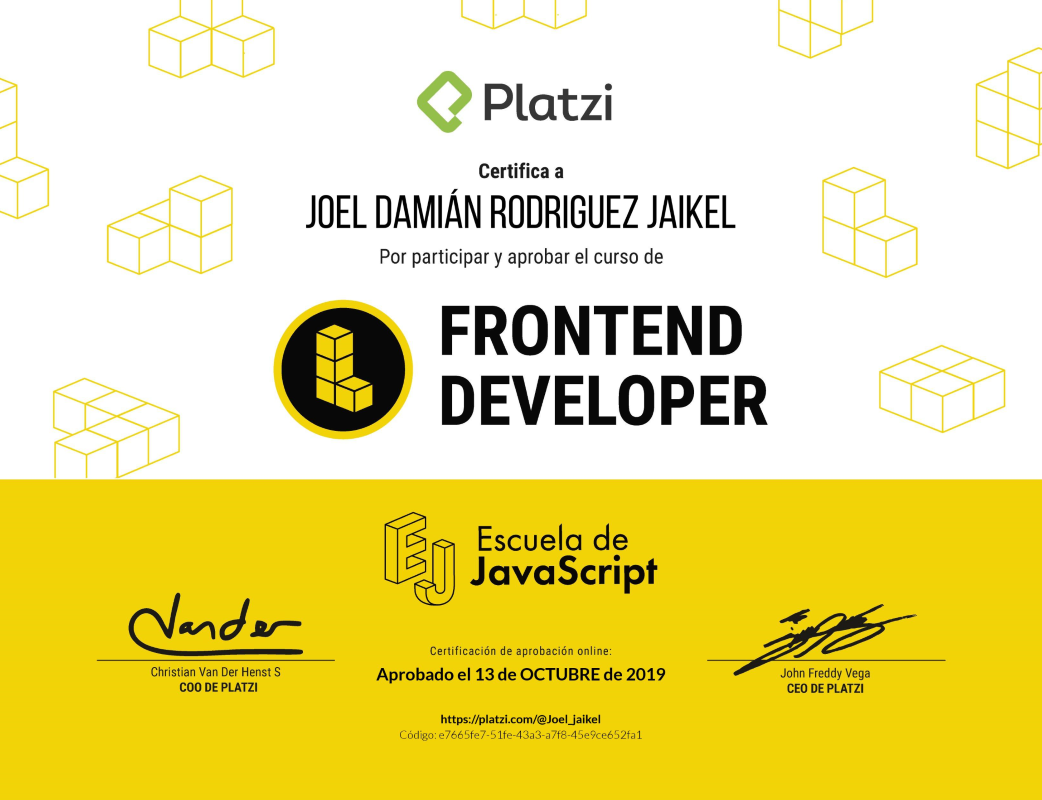 Platzi
Certifica a
JOEL DAMIÁN RODRIGUEZ JAIKEL
Por participar y aprobar el curso de
FRONTEND
DEVELOPER
EJ
Escuela de
JavaScript
Vander
Christian Van Der Henst S
COO DE PLATZI
Certificación de aprobación online:
Aprobado el 13 de OCTUBRE de 2019
John Freddy Vega
CEO DE PLATZI
https://platzi.com/@Joel_jaikel
Código: e7665fe7-51fe-43a3-a7f8-45e9ce652fa1